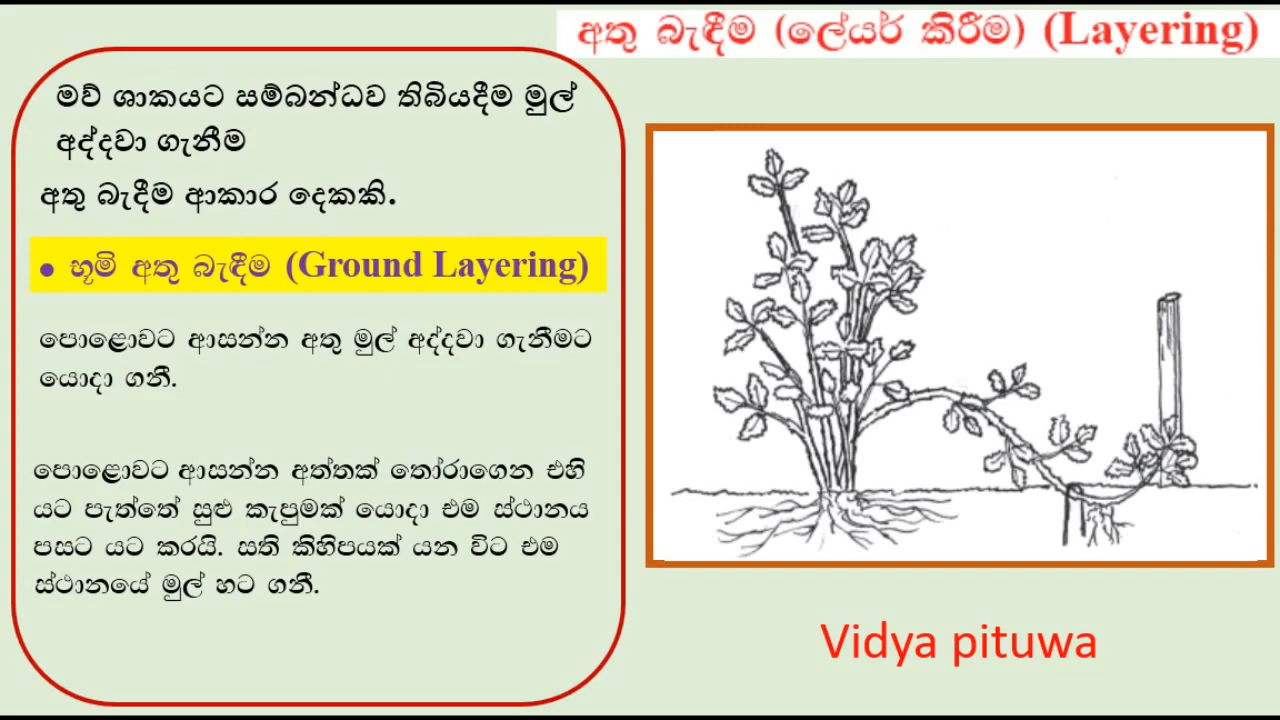 අතු බැඳීම (ලේයර් කිරීම) (Layering)
මව් ශාකයට සම්බන්ධව තිබියදීම මුල්
අද්දවා ගැනීම
අතු බැදීම ආකාර දෙකකි.
• භූමි අතු බැඳීම (Ground Layering)
පොළොවට ආසන්න අතු මුල් අද්දවා ගැනීමට
යොදා ගනී.
පොළොවට ආසන්න අත්තක් තෝරාගෙන එහි
යට පැත්තේ සුළු කැපුමක් යොදා එම ස්ථානය
පසට යට කරයි. සති කිහිපයක් යන විට එම
ස්ථානයේ මුල් හට ගනී.
Vidya pituwa